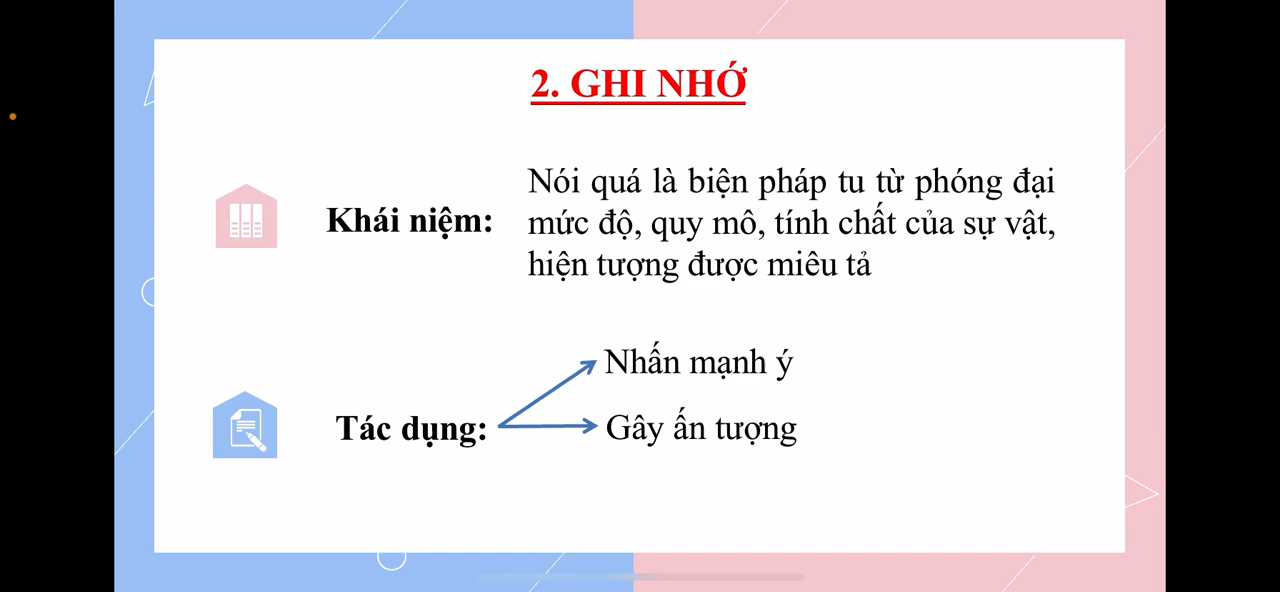 2. GHI NHỚ
Khái niệm:
Nói quá là biện pháp tu từ phóng đại
mức độ, quy mô, tính chất của sự vật,
hiện tượng được miêu tả
Tác dụng:
Nhấn mạnh ý
Gây ấn tượng